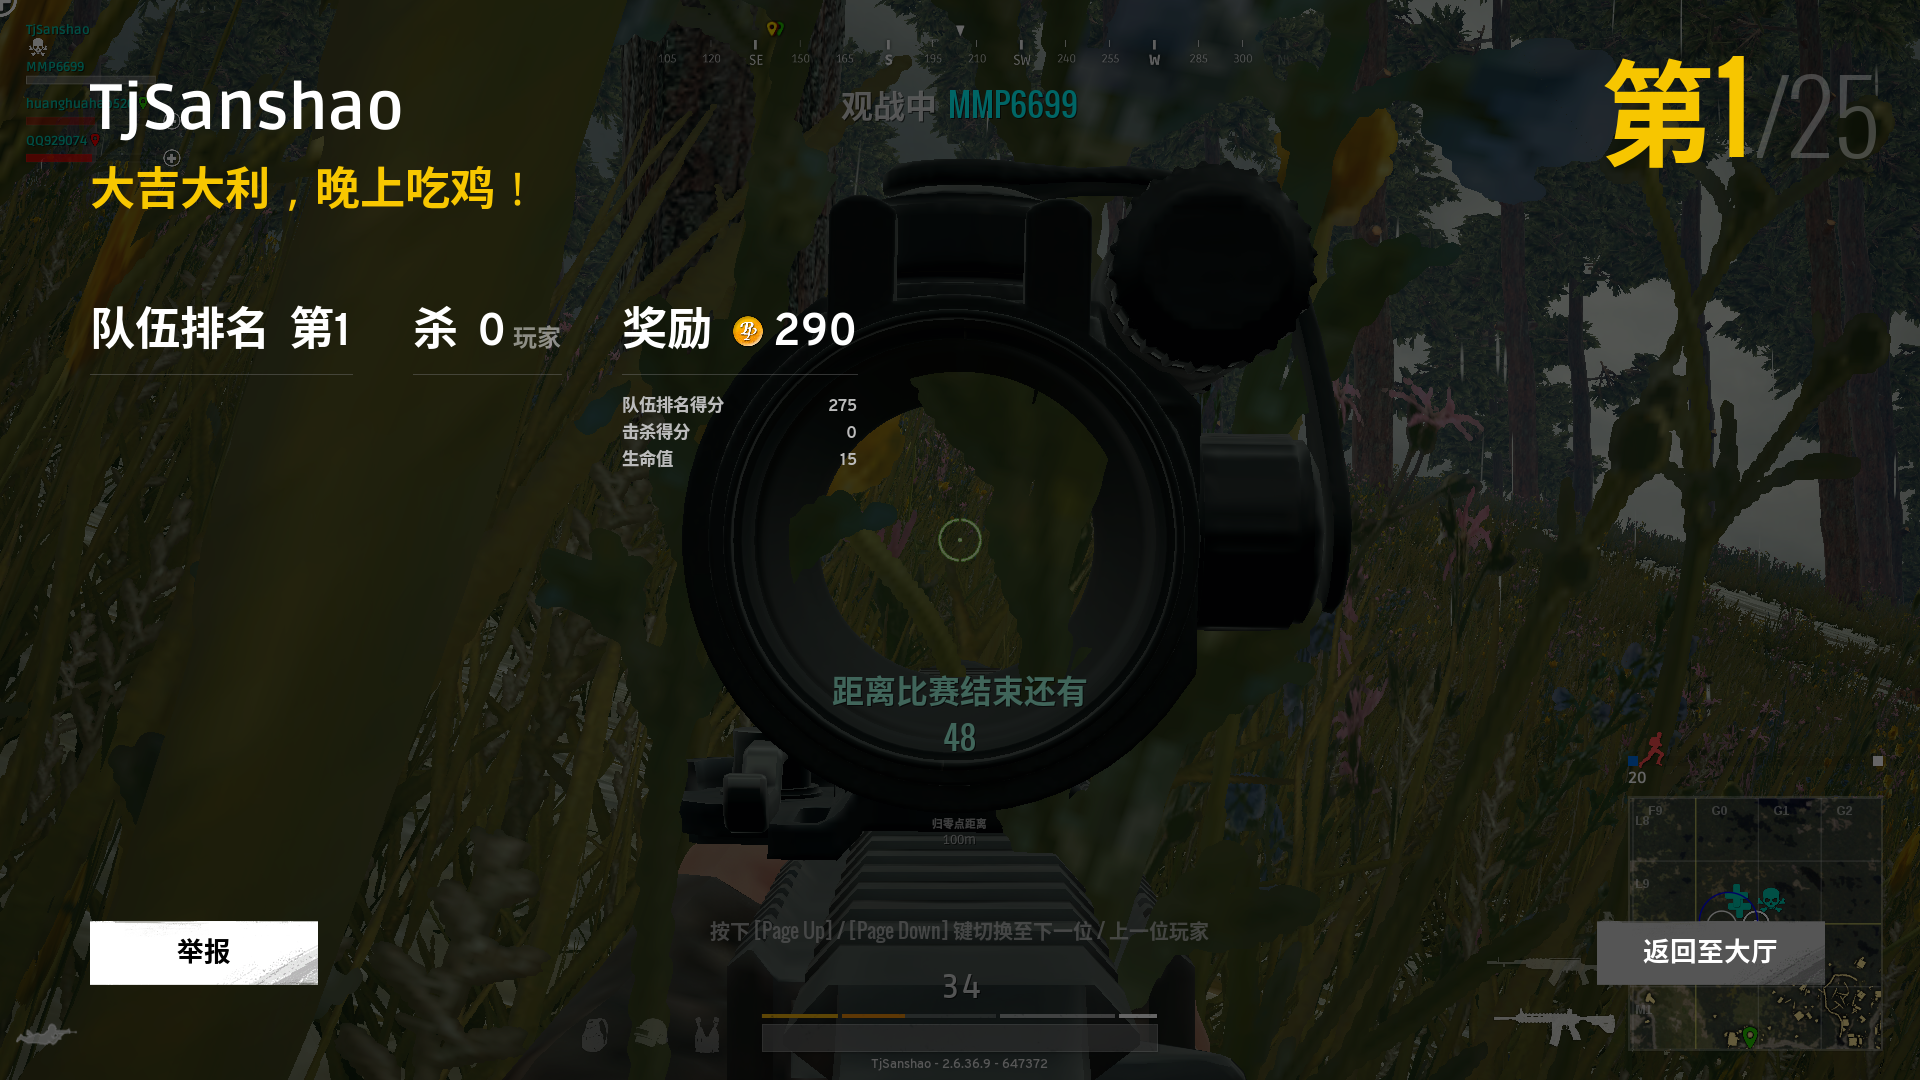 TjSanshao
MMP6699
QQ929074
105 120 SE 150 165 S 195 210 SW 240 255 W 285 300
观战中 MMP6699
第1/25
TjSanshao
大吉大利，晚上吃鸡！
队伍排名 第1
杀 0 玩家
奖励 290
队伍排名得分 275
击杀得分 0
生命值 15
距离比赛结束还有
48
归零点距离
100m
20
F9 G0 G1 G2
L8
L9
M1
按下 [Page Up] / [Page Down] 键切换至下一位 / 上一位玩家
举报
返回至大厅
34
TjSanshao - 2.6.36.9 - 647372